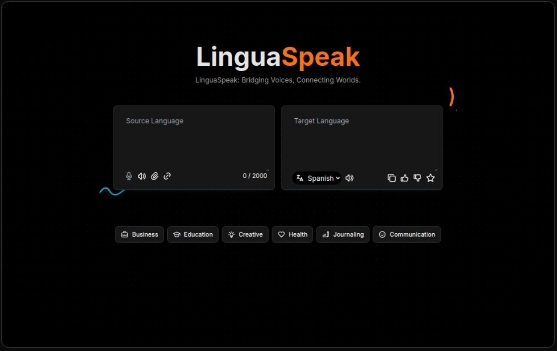 LinguaSpeak
LinguaSpeak: Bridging Voices, Connecting Worlds.
Source Language
Target Language
0 / 2000
Spanish
Business
Education
Creative
Health
Journaling
Communication